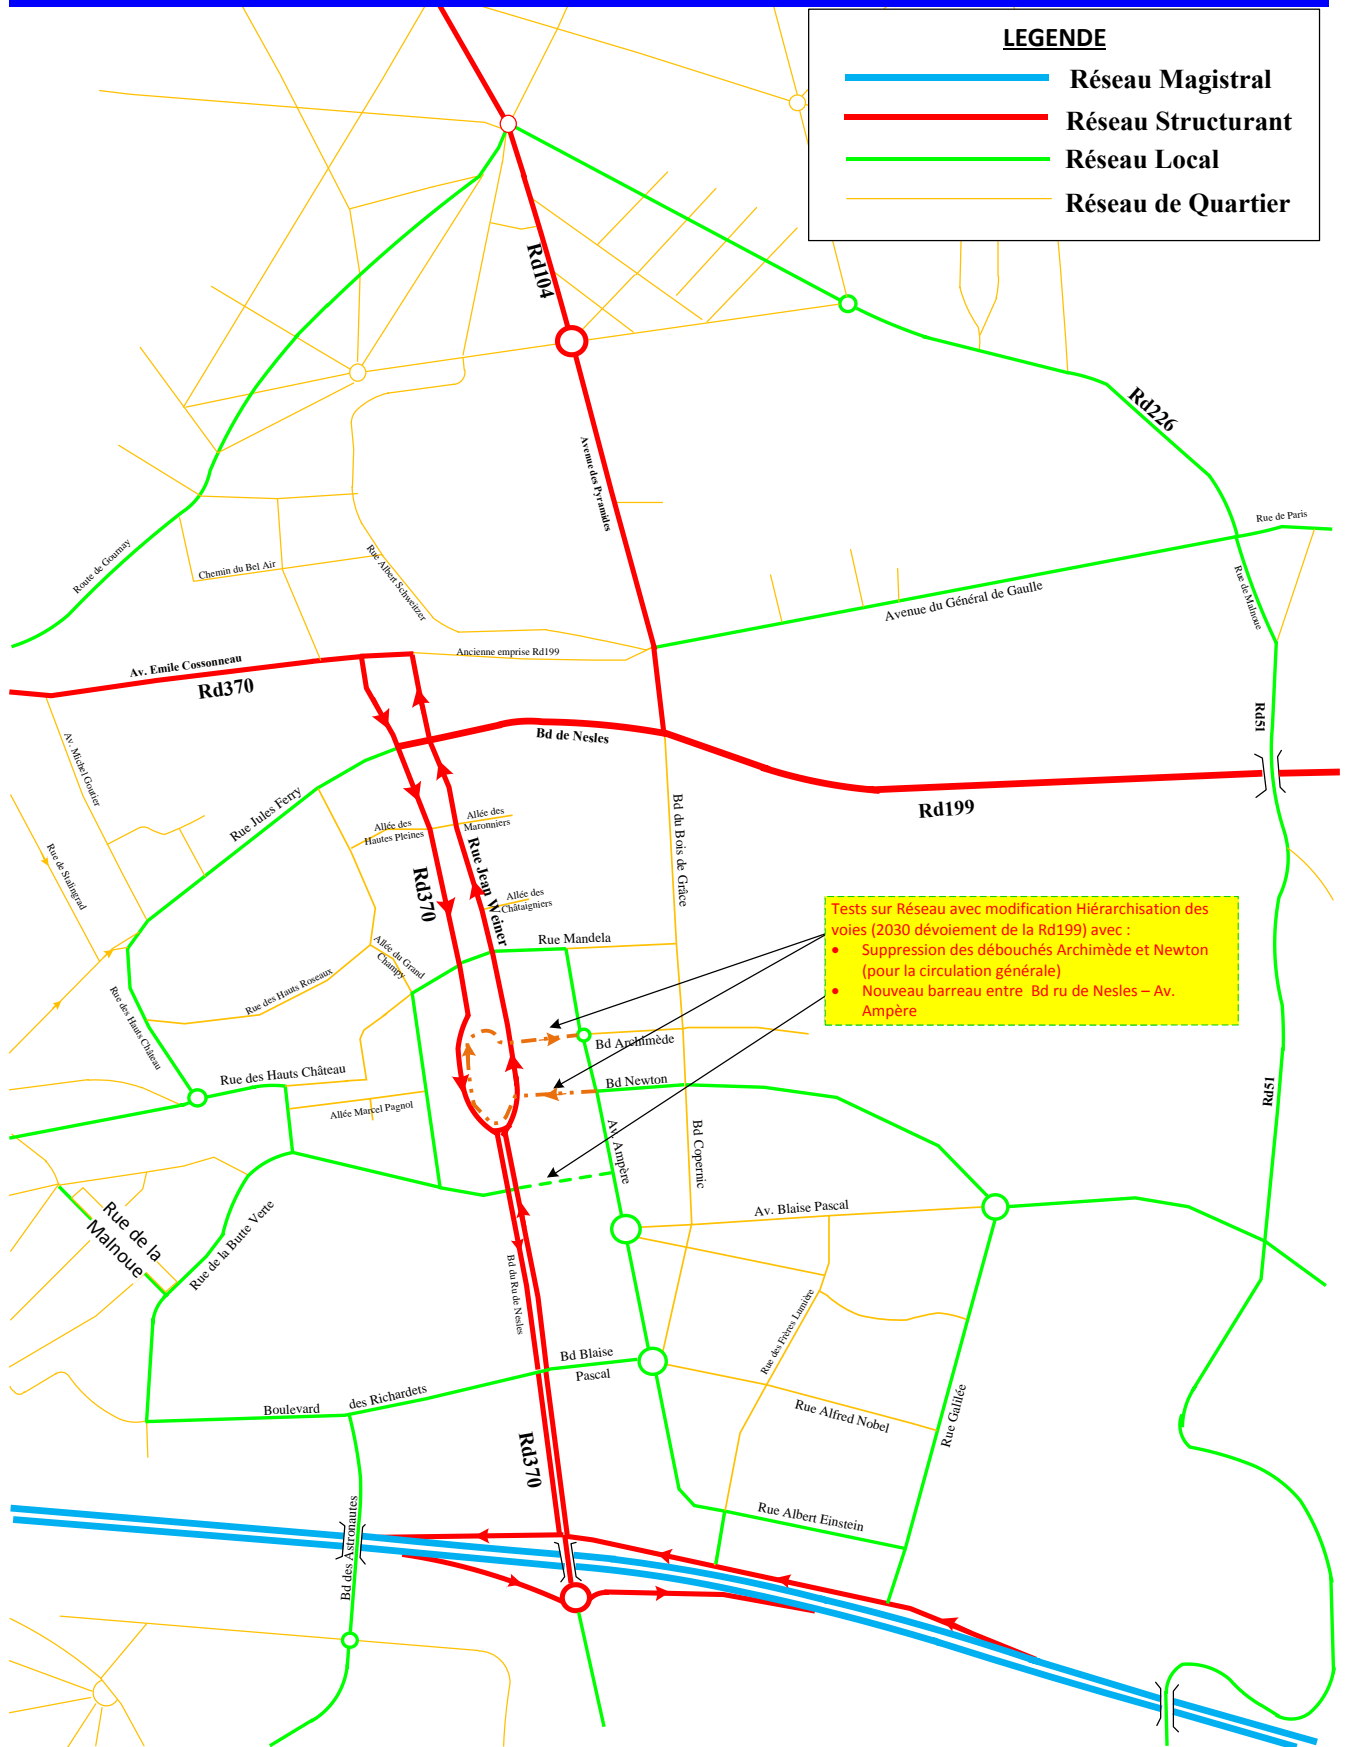 LEGENDE
Réseau Magistral
Réseau Structurant
Réseau Local
Réseau de Quartier
Rd104
Rd226
Avenue des Pyramides
Rue de Paris
Route de Gournay
Chemin du Bel Air
Rue Albert Schweitzer
Avenue du Général de Gaulle
Rue de Malnoue
Ancienne emprise Rd199
Av. Emile Cossonneau
Rd370
Rd51
Bd de Nesles
Av. Michel Goutier
Rd199
Rue Jules Ferry
Allée des
Hautes Pleines
Allée des
Maronniers
Bd du Bois de Grâce
Rue de Stalingrad
Rd370
Rue Jean Weiner
Allée des
Châtaigniers
Tests sur Réseau avec modification Hiérarchisation des
voies (2030 dévoiement de la Rd199) avec :
• Suppression des débouchés Archimède et Newton
(pour la circulation générale)
• Nouveau barreau entre Bd ru de Nesles – Av.
Ampère
Rue Mandela
Allée du Grand
Champy
Rue des Hauts Roseaux
Rue des Hauts Château
Bd Archimède
Rue des Hauts Château
Bd Newton
Rd51
Allée Marcel Pagnol
Av. Ampère
Bd Copernic
Rue de la
Malnoue
Rue de la Butte Verte
Av. Blaise Pascal
Bd du Ru de Nesles
Rue des Frères Lumière
Bd Blaise
Pascal
Boulevard
des Richardets
Rue Alfred Nobel
Rue Galilée
Rd370
Rue Albert Einstein
Bd des Astronautes